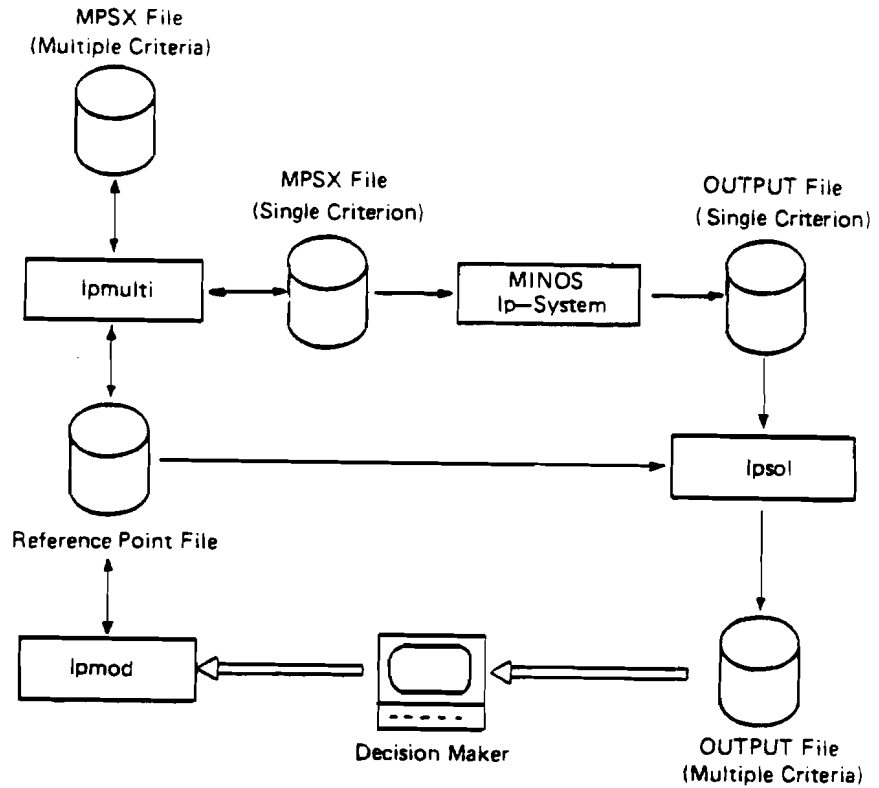 MPSX File
(Multiple Criteria)
MPSX File
(Single Criterion)
OUTPUT File
( Single Criterion)
lpmulti
MINOS
lp-System
lpsol
Reference Point File
lpmod
Decision Maker
OUTPUT File
(Multiple Criteria)